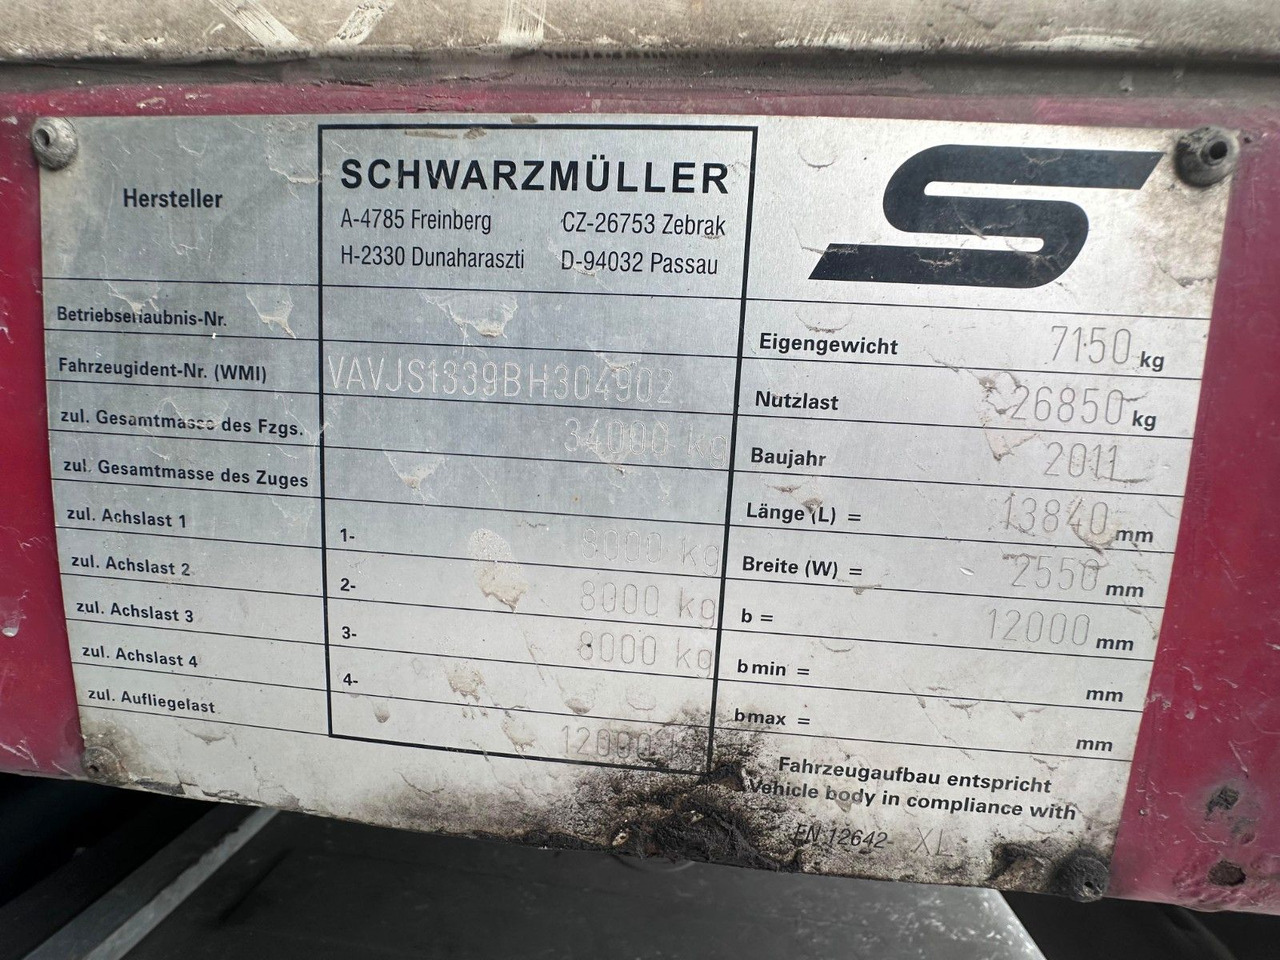 Hersteller
SCHWARZMÜLLER
A-4785 Freinberg CZ-26753 Zebrak
H-2330 Dunaharaszti D-94032 Passau
Betriebserlaubnis-Nr.
Fahrzeugident-Nr. (WMI) VAVJS1339BH304902
zul. Gesamtmasse des Fzgs. 34000 kg
zul. Gesamtmasse des Zuges
zul. Achslast 1 1- 8000 kg
zul. Achslast 2 2- 8000 kg
zul. Achslast 3 3- 8000 kg
zul. Achslast 4 4-
zul. Aufliegelast 12000
Eigengewicht 7150 kg
Nutzlast 26850 kg
Baujahr 2011
Länge (L) = 13840 mm
Breite (W) = 2550 mm
b = 12000 mm
b min = mm
bmax = mm
Fahrzeugaufbau entspricht
Vehicle body in compliance with
EN 12642- XL